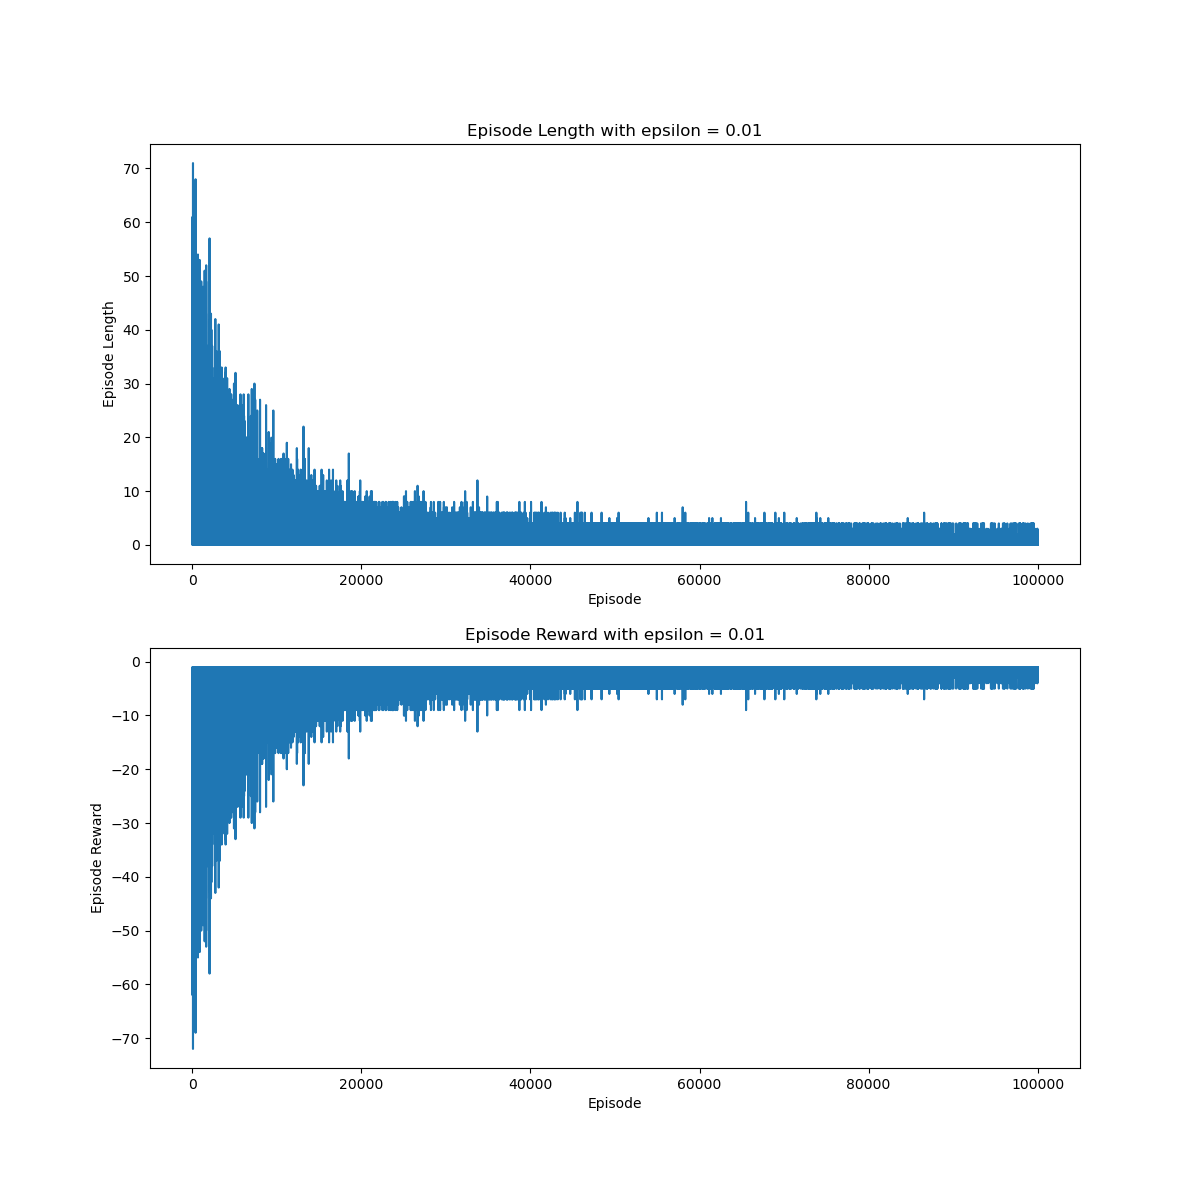 Episode Length with epsilon = 0.01
70
60
50
40
30
20
10
0
Episode Length
0 20000 40000 60000 80000 100000
Episode
Episode Reward with epsilon = 0.01
0
−10
−20
−30
−40
−50
−60
−70
Episode Reward
0 20000 40000 60000 80000 100000
Episode